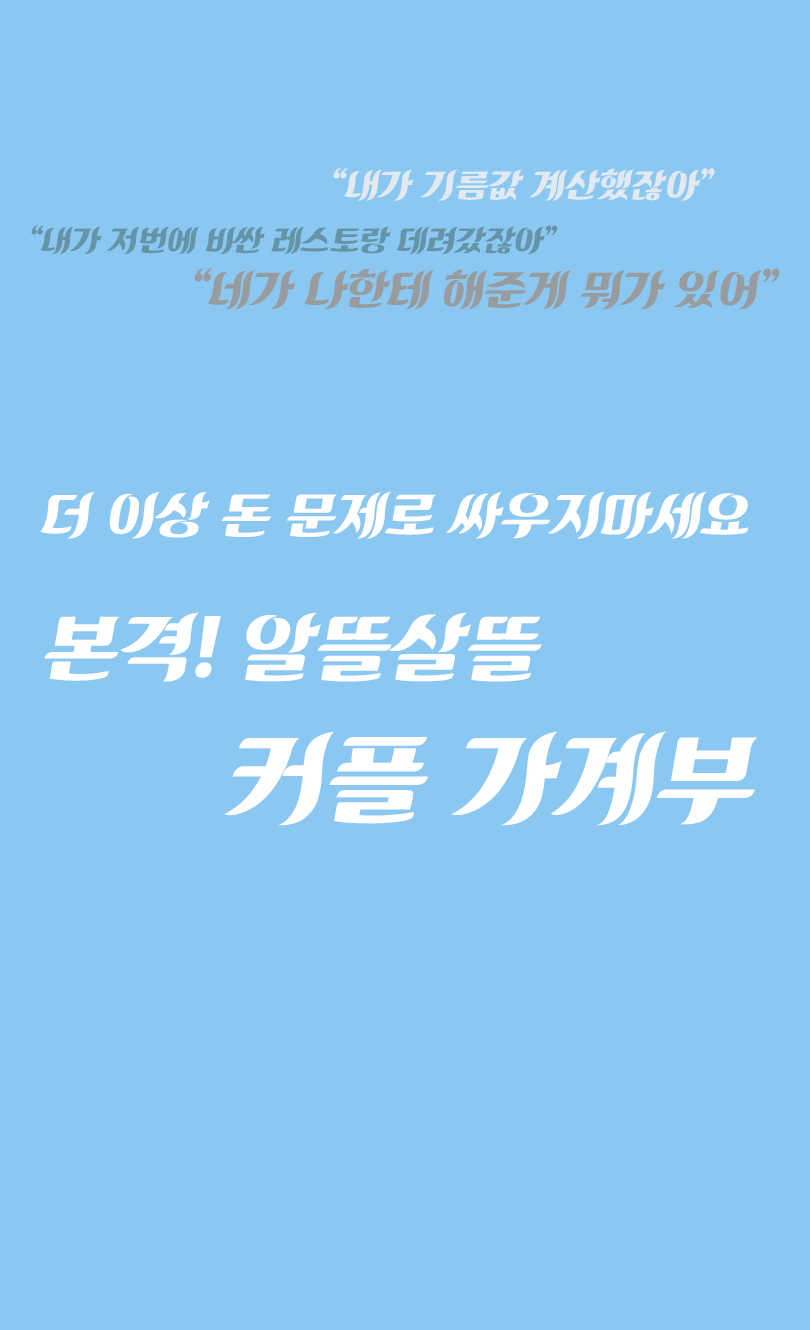 “내가 기름값 계산했잖아”
“내가 저번에 비싼 레스토랑 데려갔잖아”
“네가 나한테 해준게 뭐가 있어”
더 이상 돈 문제로 싸우지마세요
본격! 알뜰살뜰
커플 가계부